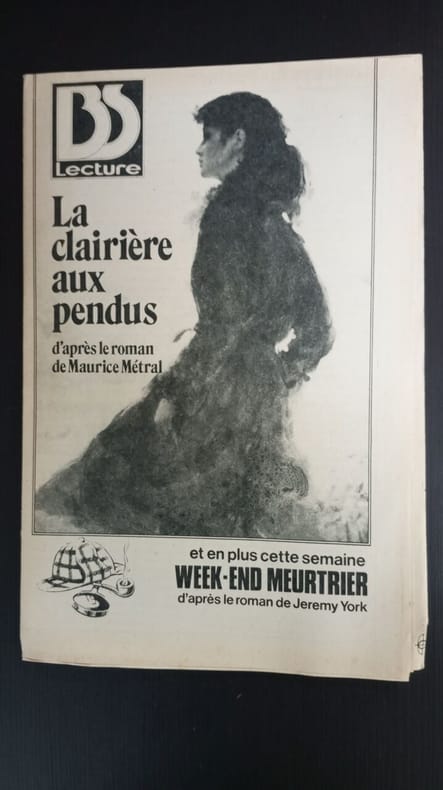 BS
Lecture
La
clairière
aux
pendus
d'après le roman
de Maurice Métral
et en plus cette semaine
WEEK-END MEURTRIER
d'après le roman de Jeremy York